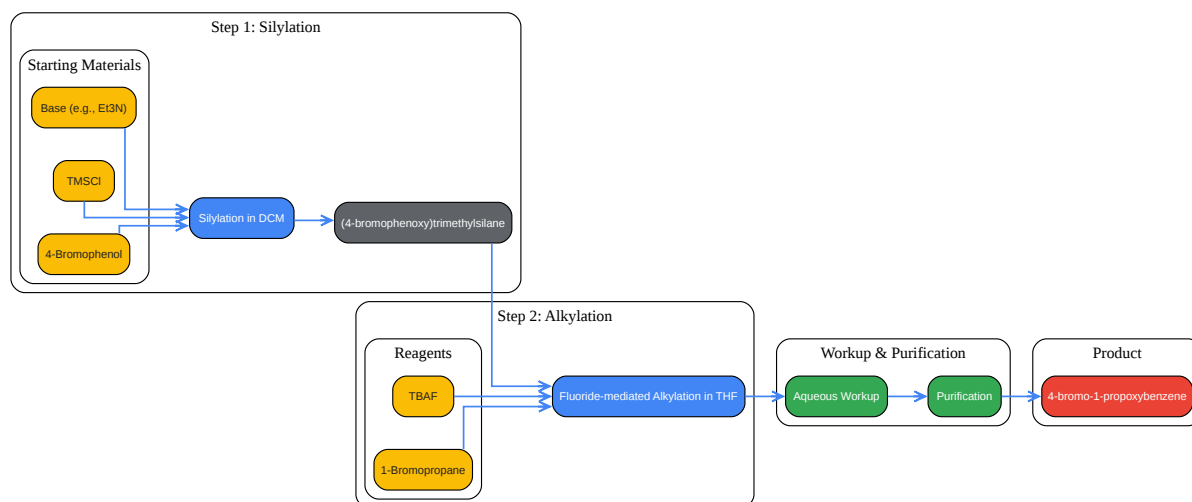 Step 1: Silylation
Starting Materials
Base (e.g., Et3N)
TMSCl
4-Bromophenol
Silylation in DCM
(4-bromophenoxy)trimethylsilane
Step 2: Alkylation
Reagents
TBAF
1-Bromopropane
Fluoride-mediated Alkylation in THF
Workup & Purification
Aqueous Workup
Purification
Product
4-bromo-1-propoxybenzene